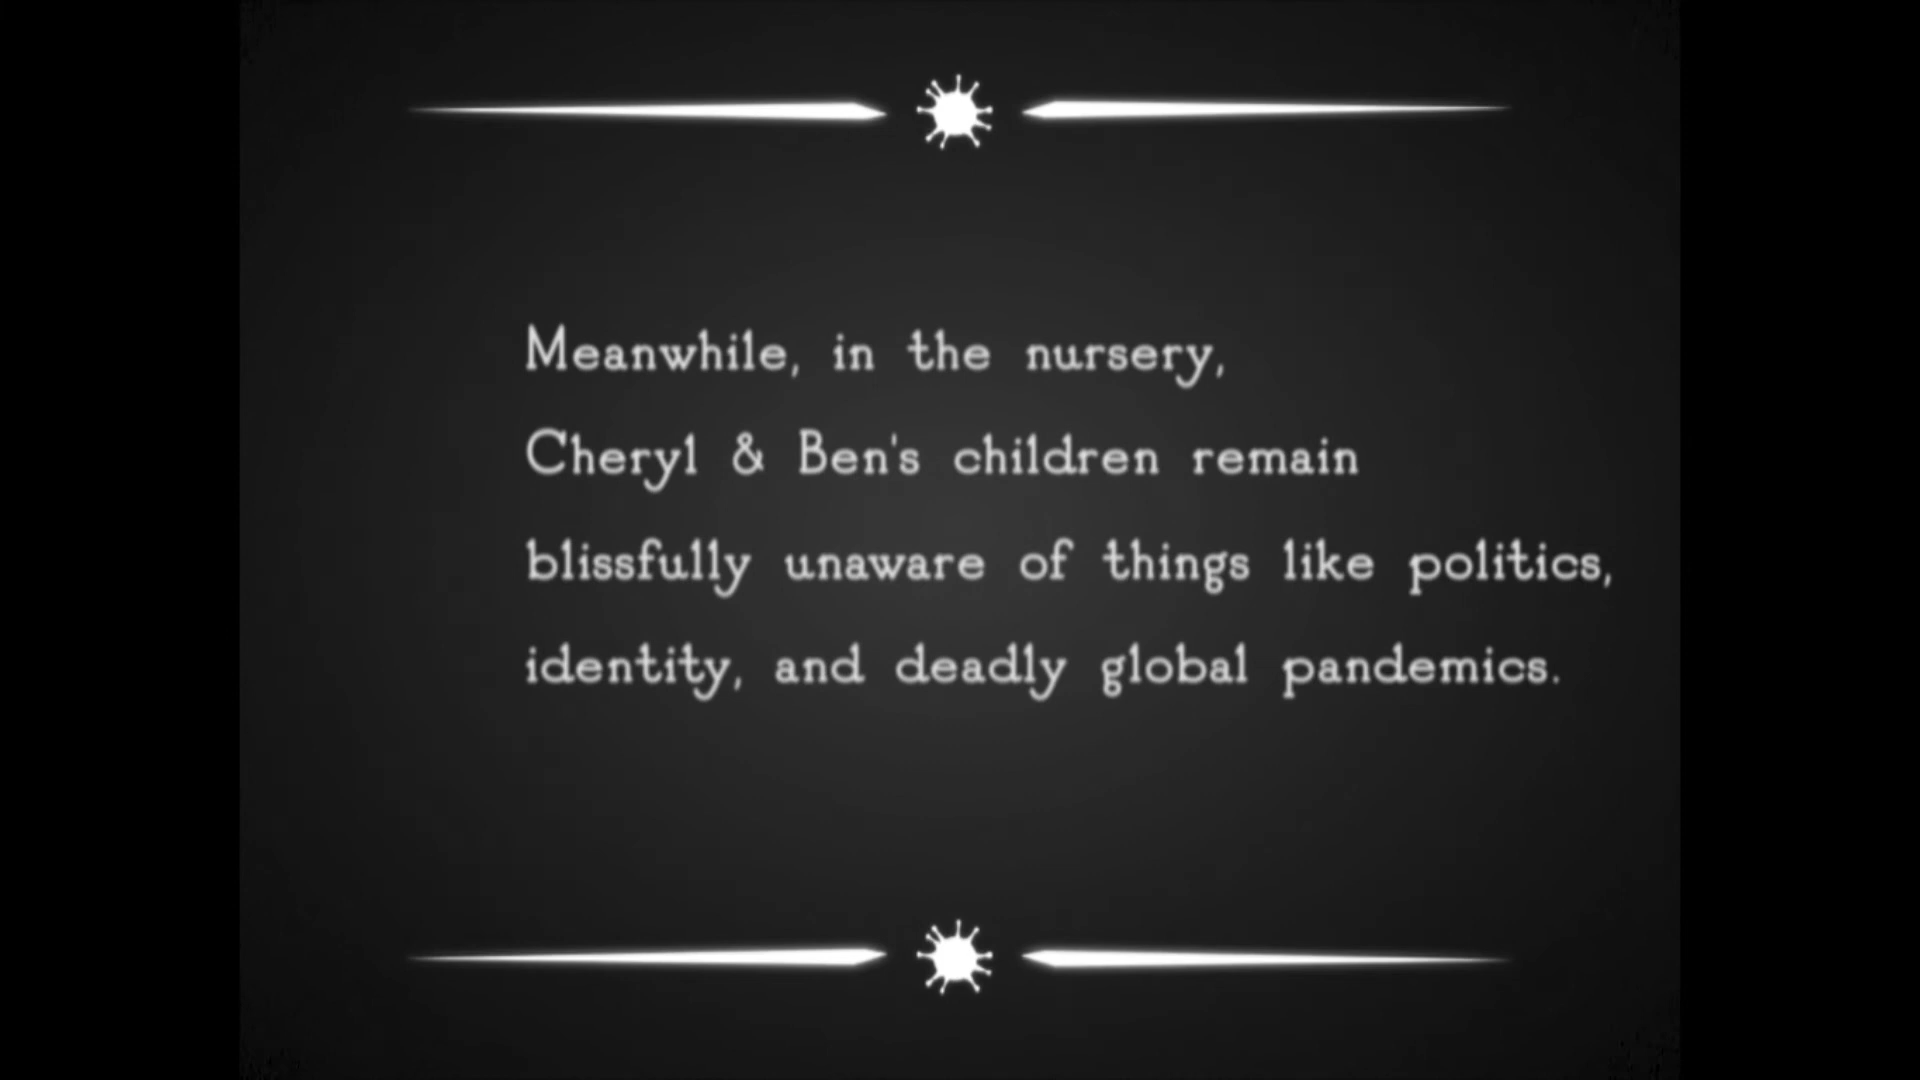 Meanwhile, in the nursery,
Cheryl & Ben's children remain
blissfully unaware of things like politics,
identity, and deadly global pandemics.